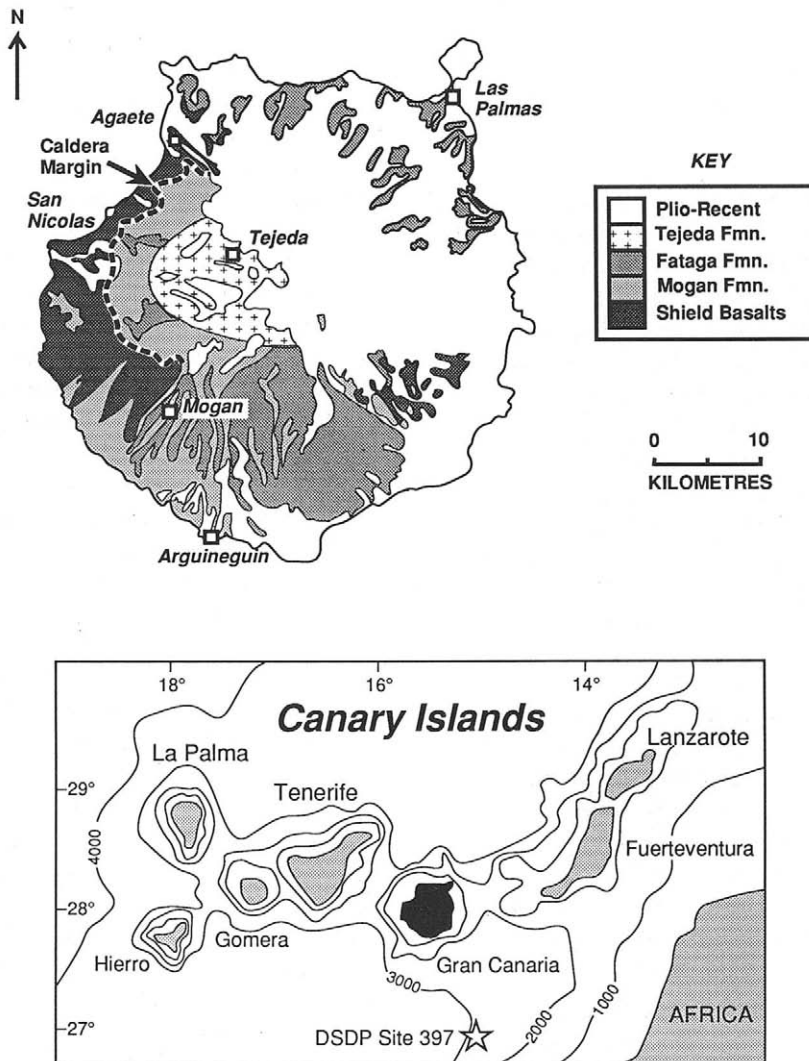 N
Agaete
Las
Palmas
Caldera
Margin
San
Nicolas
Tejeda
Mogan
Arguineguin
KEY
Plio-Recent
Tejeda Fmn.
Fataga Fmn.
Mogan Fmn.
Shield Basalts
0 10
KILOMETRES
18° 16° 14°
Canary Islands
La Palma
Lanzarote
Tenerife
29°
4000
Fuerteventura
28°
Gomera
Hierro
Gran Canaria
3000
2000
1000
AFRICA
27°
DSDP Site 397